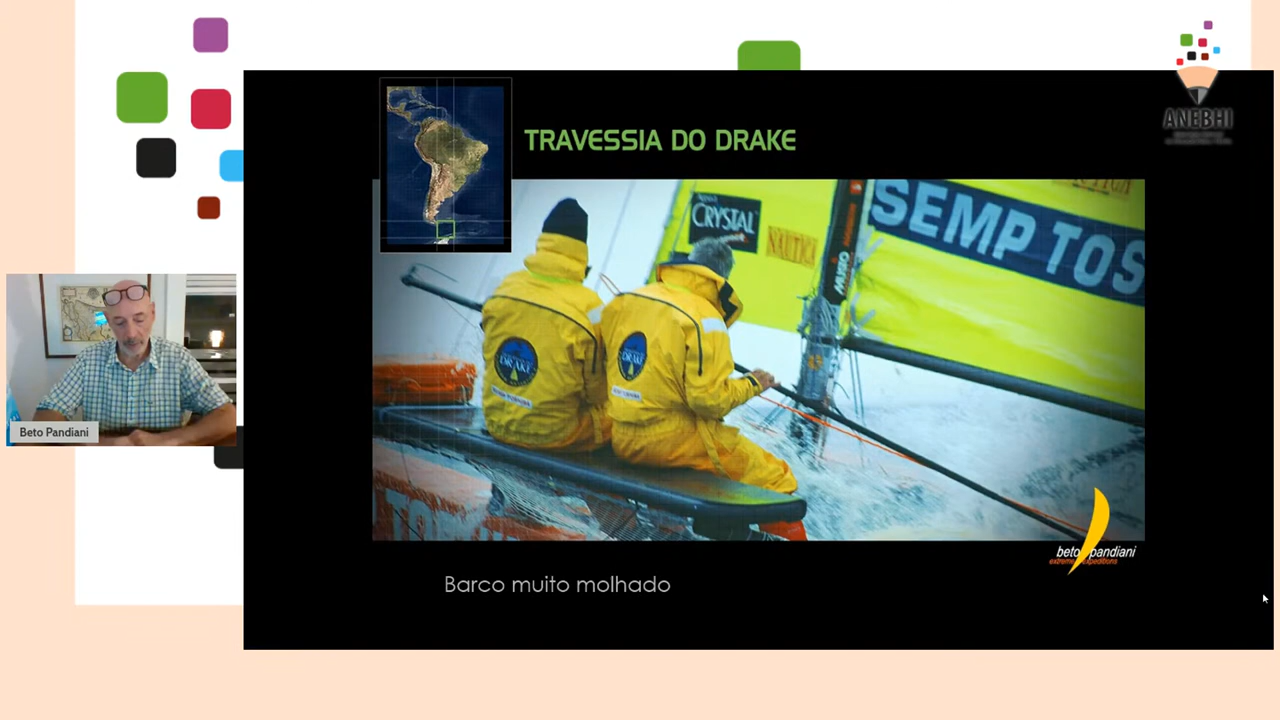 ANEBHI
TRAVESSIA DO DRAKE
CRYSTAL
NAUTICA
SEMP TOS
DRAKE
DRAKE
Beto Pandiani
beto pandiani
extreme expeditions
Barco muito molhado